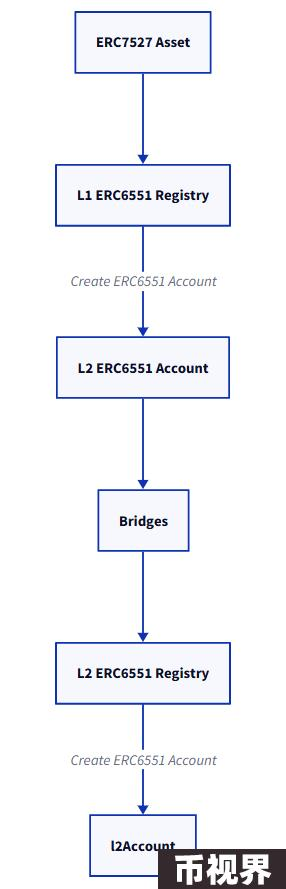 ERC7527 Asset
L1 ERC6551 Registry
Create ERC6551 Account
L2 ERC6551 Account
Bridges
L2 ERC6551 Registry
Create ERC6551 Account
l2Account
币视界